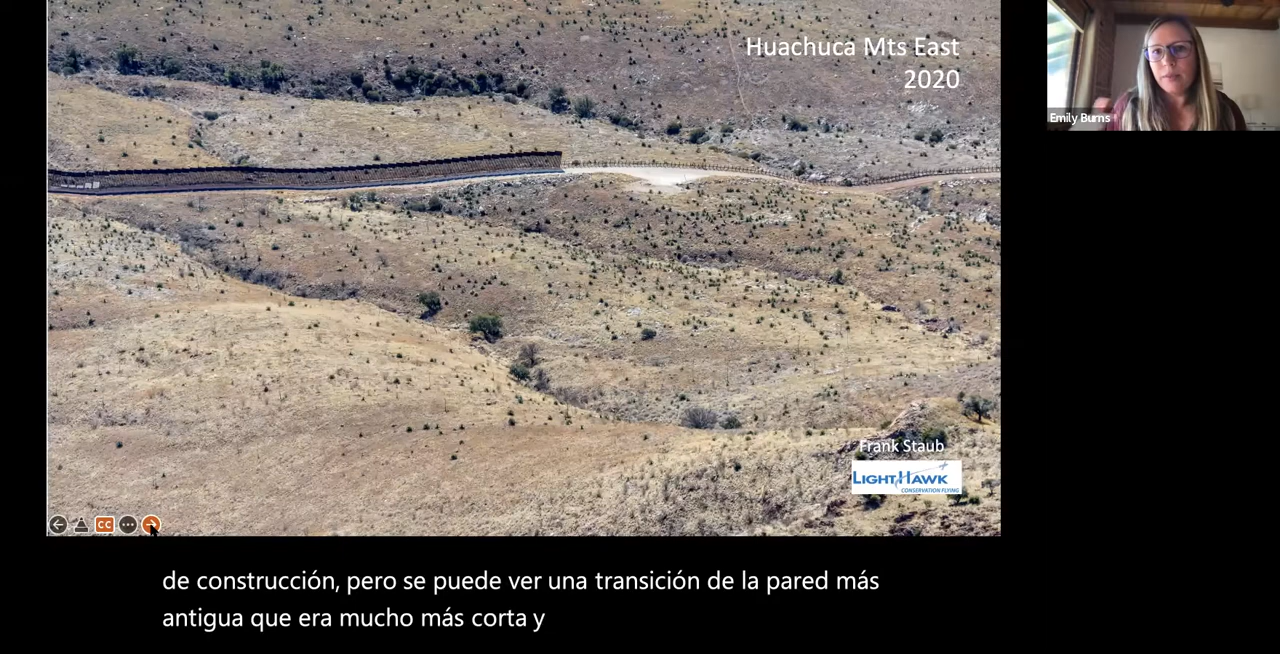 Huachuca Mts East
2020
Emily Burns
Frank Staub
LIGHTHAWK
CONSERVATION FLYING
CC
de construcción, pero se puede ver una transición de la pared más
antigua que era mucho más corta y